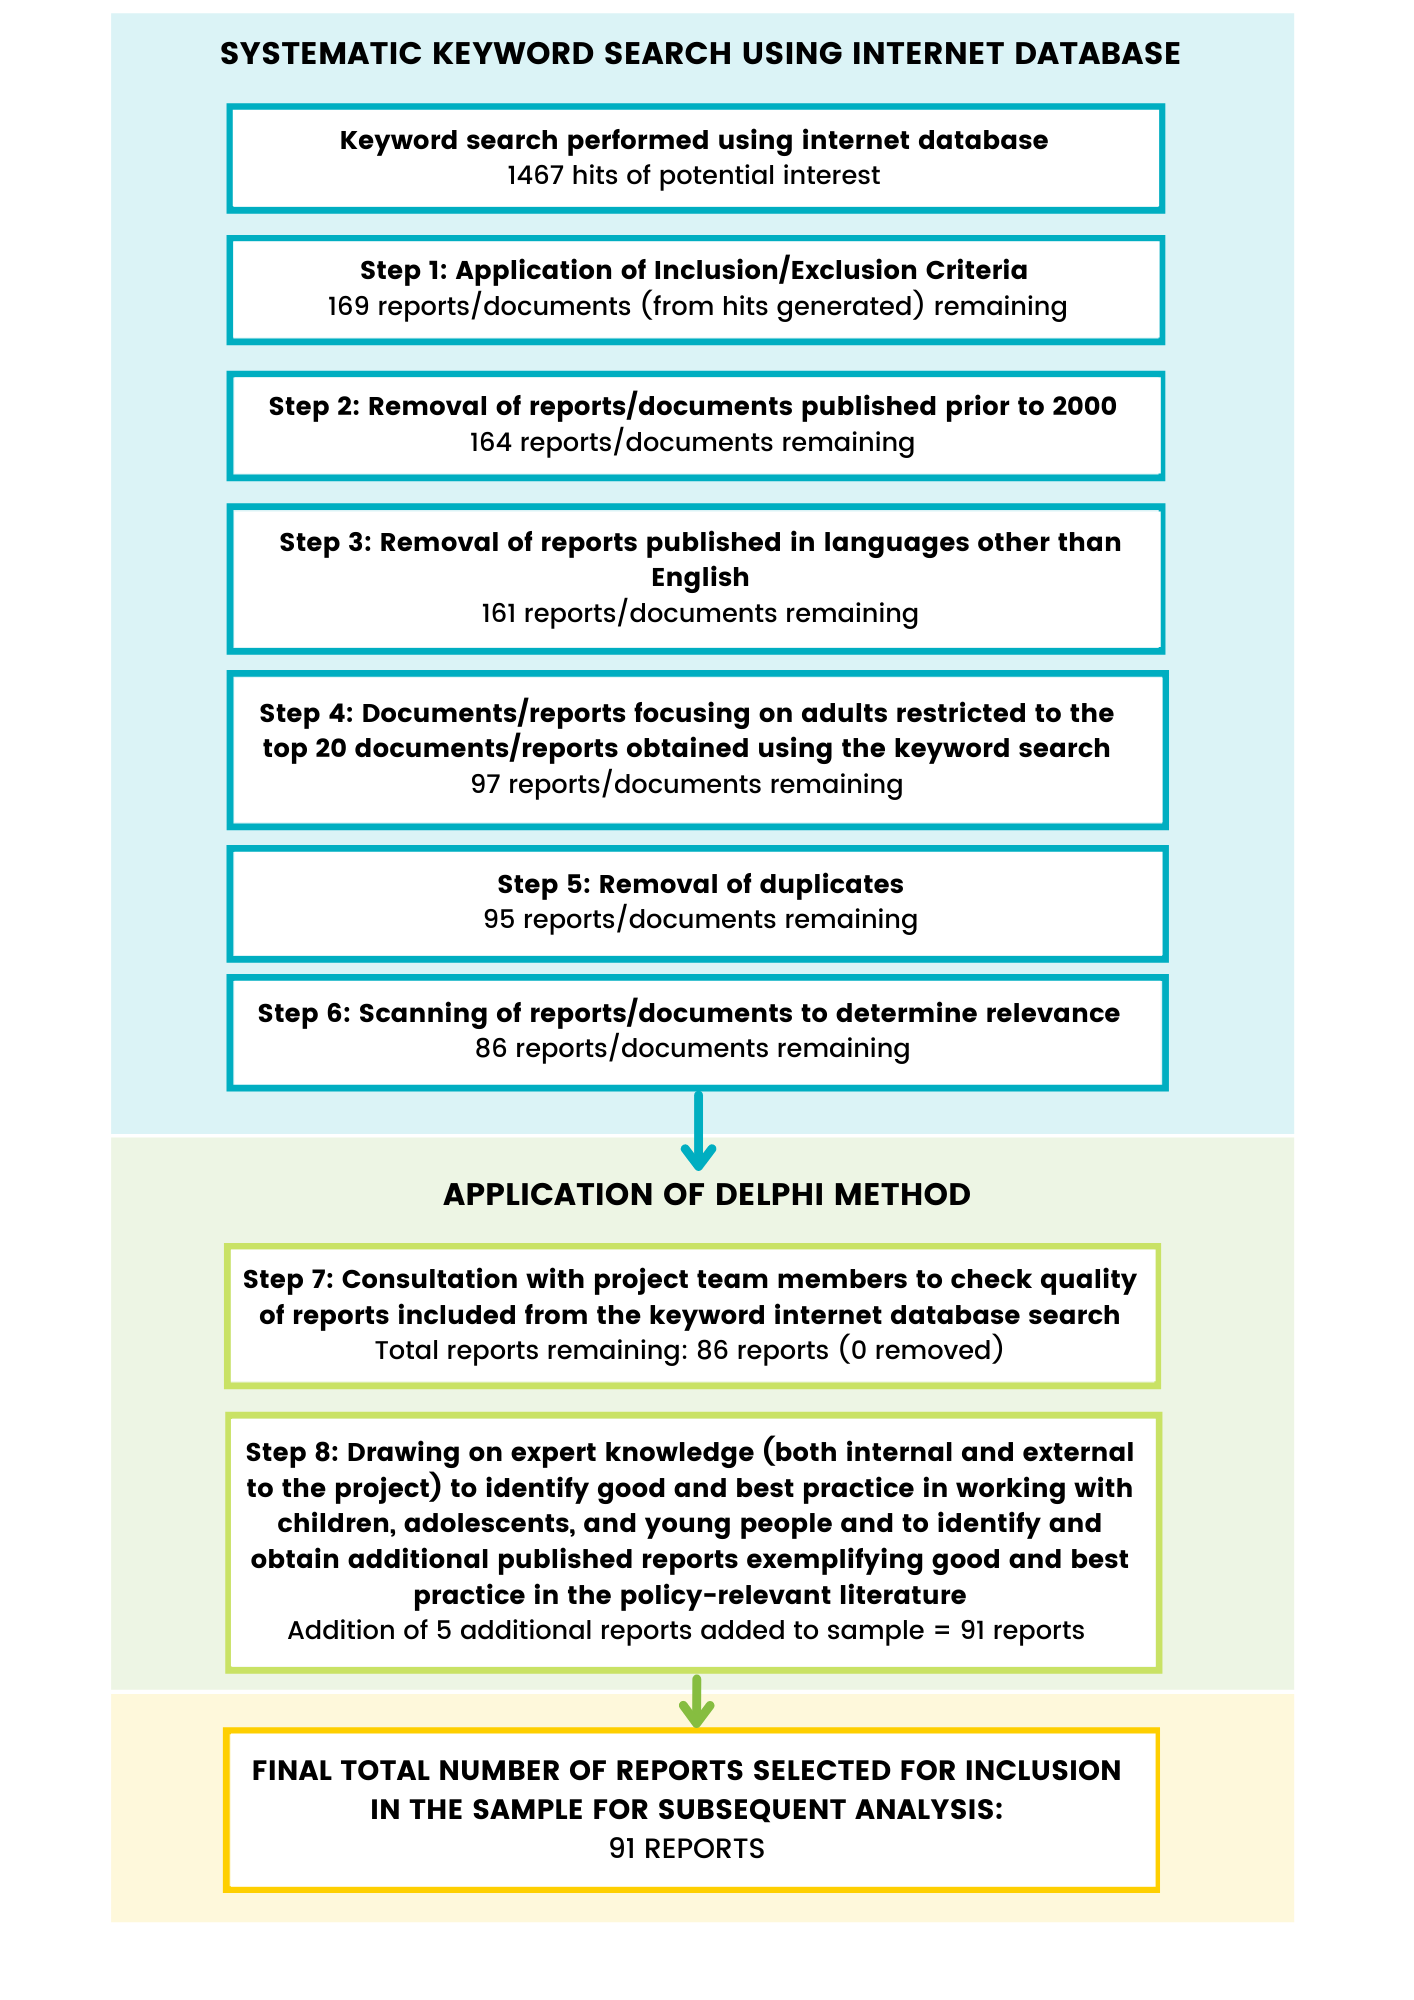 SYSTEMATIC KEYWORD SEARCH USING INTERNET DATABASE
Keyword search performed using internet database
1467 hits of potential interest
Step 1: Application of Inclusion/Exclusion Criteria
169 reports/documents (from hits generated) remaining
Step 2: Removal of reports/documents published prior to 2000
164 reports/documents remaining
Step 3: Removal of reports published in languages other than
English
161 reports/documents remaining
Step 4: Documents/reports focusing on adults restricted to the
top 20 documents/reports obtained using the keyword search
97 reports/documents remaining
Step 5: Removal of duplicates
95 reports/documents remaining
Step 6: Scanning of reports/documents to determine relevance
86 reports/documents remaining
APPLICATION OF DELPHI METHOD
Step 7: Consultation with project team members to check quality
of reports included from the keyword internet database search
Total reports remaining: 86 reports (0 removed)
Step 8: Drawing on expert knowledge (both internal and external
to the project) to identify good and best practice in working with
children, adolescents, and young people and to identify and
obtain additional published reports exemplifying good and best
practice in the policy-relevant literature
Addition of 5 additional reports added to sample = 91 reports
FINAL TOTAL NUMBER OF REPORTS SELECTED FOR INCLUSION
IN THE SAMPLE FOR SUBSEQUENT ANALYSIS:
91 REPORTS